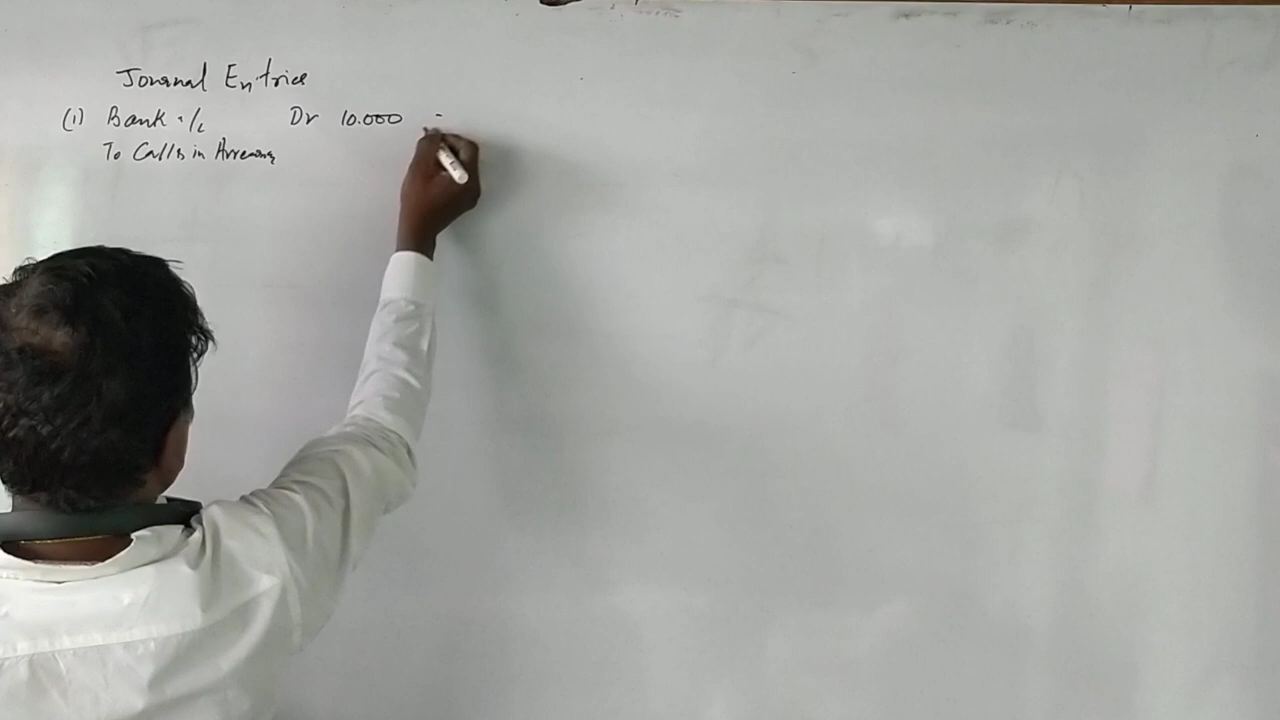 Journal Entries
(1) Bank a/c Dr 10.000 -
To Calls in Arrears